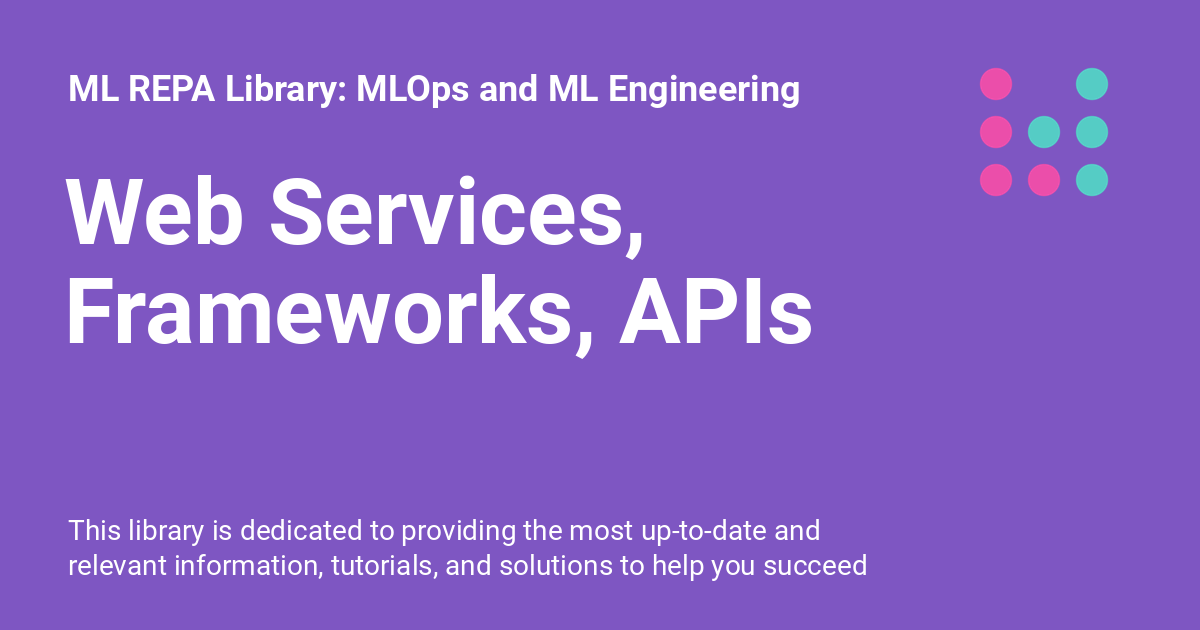 ML REPA Library: MLOps and ML Engineering
Web Services,
Frameworks, APIs
This library is dedicated to providing the most up-to-date and
relevant information, tutorials, and solutions to help you succeed